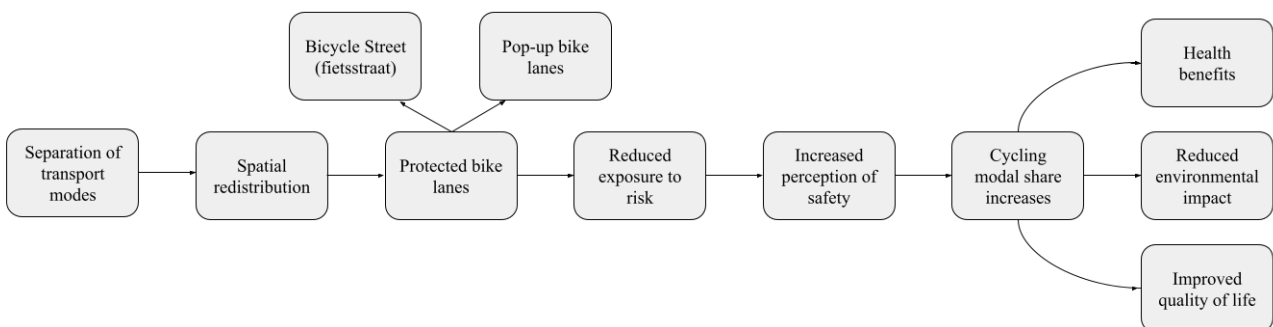 Bicycle Street
(fietsstraat)
Pop-up bike
lanes
Health
benefits
Separation of
transport
modes
Spatial
redistribution
Protected bike
lanes
Reduced
exposure to
risk
Increased
perception of
safety
Cycling
modal share
increases
Reduced
environmental
impact
Improved
quality of life